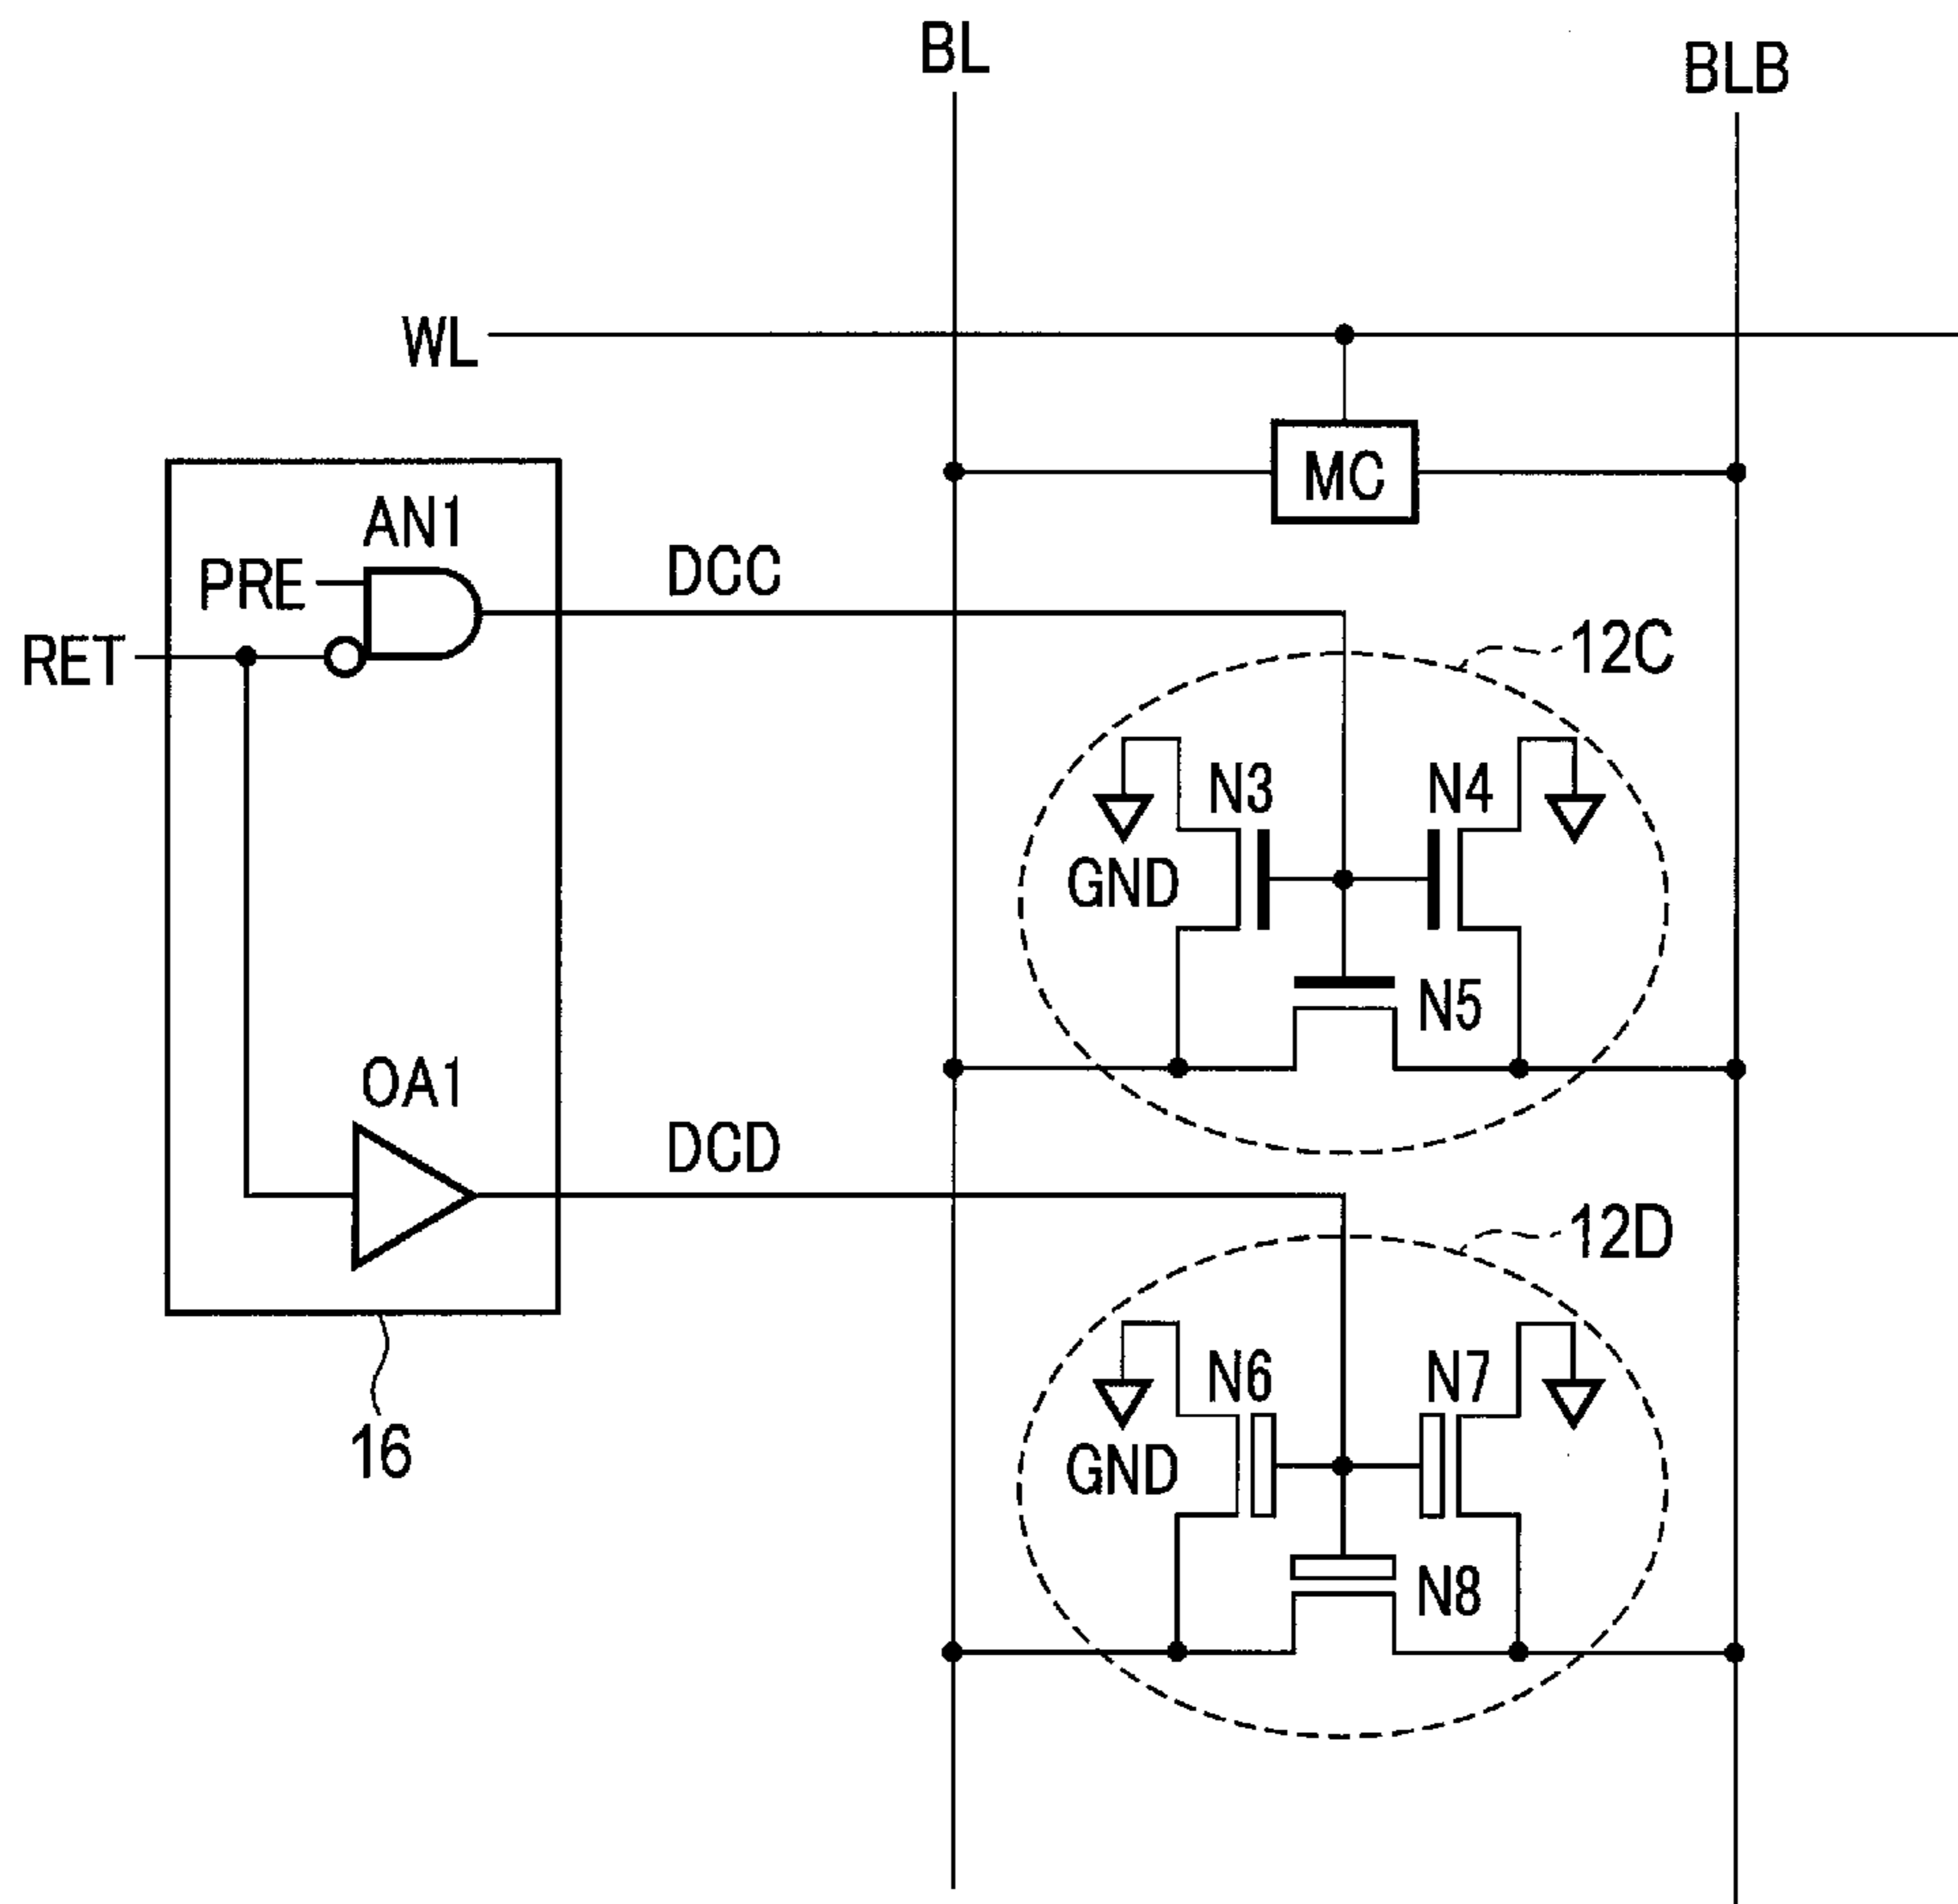 BL
BLB
WL
MC
AN1
PRE
DCC
RET
12C
N3
N4
GND
N5
OA1
DCD
12D
N6
N7
GND
N8
16